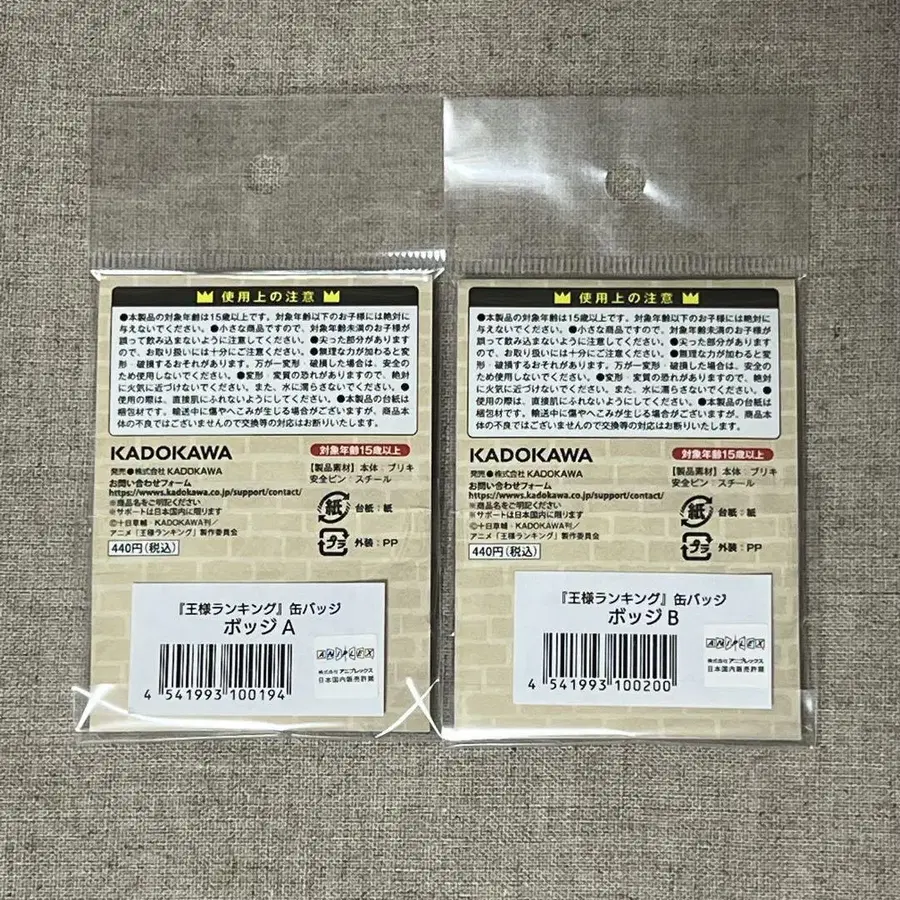 使用上の注意
●本製品の対象年齢は15歳以上です。対象年齢以下のお子様には絶対に
与えないでください。●小さな商品ですので、対象年齢未満のお子様が
誤って飲み込まないように注意してください。●尖った部分があります
ので、お取り扱いには十分にご注意ください。●無理な力が加わると変
形・破損するおそれがあります。万が一変形・破損した場合は、安全の
ため使用しないでください。●変形・変質の恐れがありますので、絶対
に火気に近づけないでください。また、水に濡らさないでください。●
使用の際は、直接肌にふれないようにしてください。●本製品の台紙は
梱包材です。輸送中に傷やへこみが生じる場合がございますが、商品本
体の不良ではございませんので交換等の対応はお断りいたします。
KADOKAWA
対象年齢15歳以上
発売●株式会社KADOKAWA
お問い合わせフォーム
https://wwws.kadokawa.co.jp/support/contact/
※商品名をご明記ください
※サポートは日本国内に限ります
©十日草輔・KADOKAWA刊/
アニメ「王様ランキング」製作委員会
440円(税込)
【製品素材】本体:ブリキ
安全ピン:スチール
紙
台紙:紙
プラ
外装:PP
『王様ランキング』缶バッジ
ボッジ A
4 541993 100194
ANIPLEX
株式会社アニプレックス
日本国内販売許諾
使用上の注意
●本製品の対象年齢は15歳以上です。対象年齢以下のお子様には絶対に
与えないでください。●小さな商品ですので、対象年齢未満のお子様が
誤って飲み込まないように注意してください。●尖った部分があります
ので、お取り扱いには十分にご注意ください。●無理な力が加わると変
形・破損するおそれがあります。万が一変形・破損した場合は、安全の
ため使用しないでください。●変形・変質の恐れがありますので、絶対
に火気に近づけないでください。また、水に濡らさないでください。●
使用の際は、直接肌にふれないようにしてください。●本製品の台紙は
梱包材です。輸送中に傷やへこみが生じる場合がございますが、商品本
体の不良ではございませんので交換等の対応はお断りいたします。
KADOKAWA
対象年齢15歳以上
発売●株式会社KADOKAWA
お問い合わせフォーム
https://wwws.kadokawa.co.jp/support/contact/
※商品名をご明記ください
※サポートは日本国内に限ります
©十日草輔・KADOKAWA刊/
アニメ「王様ランキング」製作委員会
440円(税込)
【製品素材】本体:ブリキ
安全ピン:スチール
紙
台紙:紙
プラ
外装:PP
『王様ランキング』缶バッジ
ボッジ B
4 541993 100200
ANIPLEX
株式会社アニプレックス
日本国内販売許諾